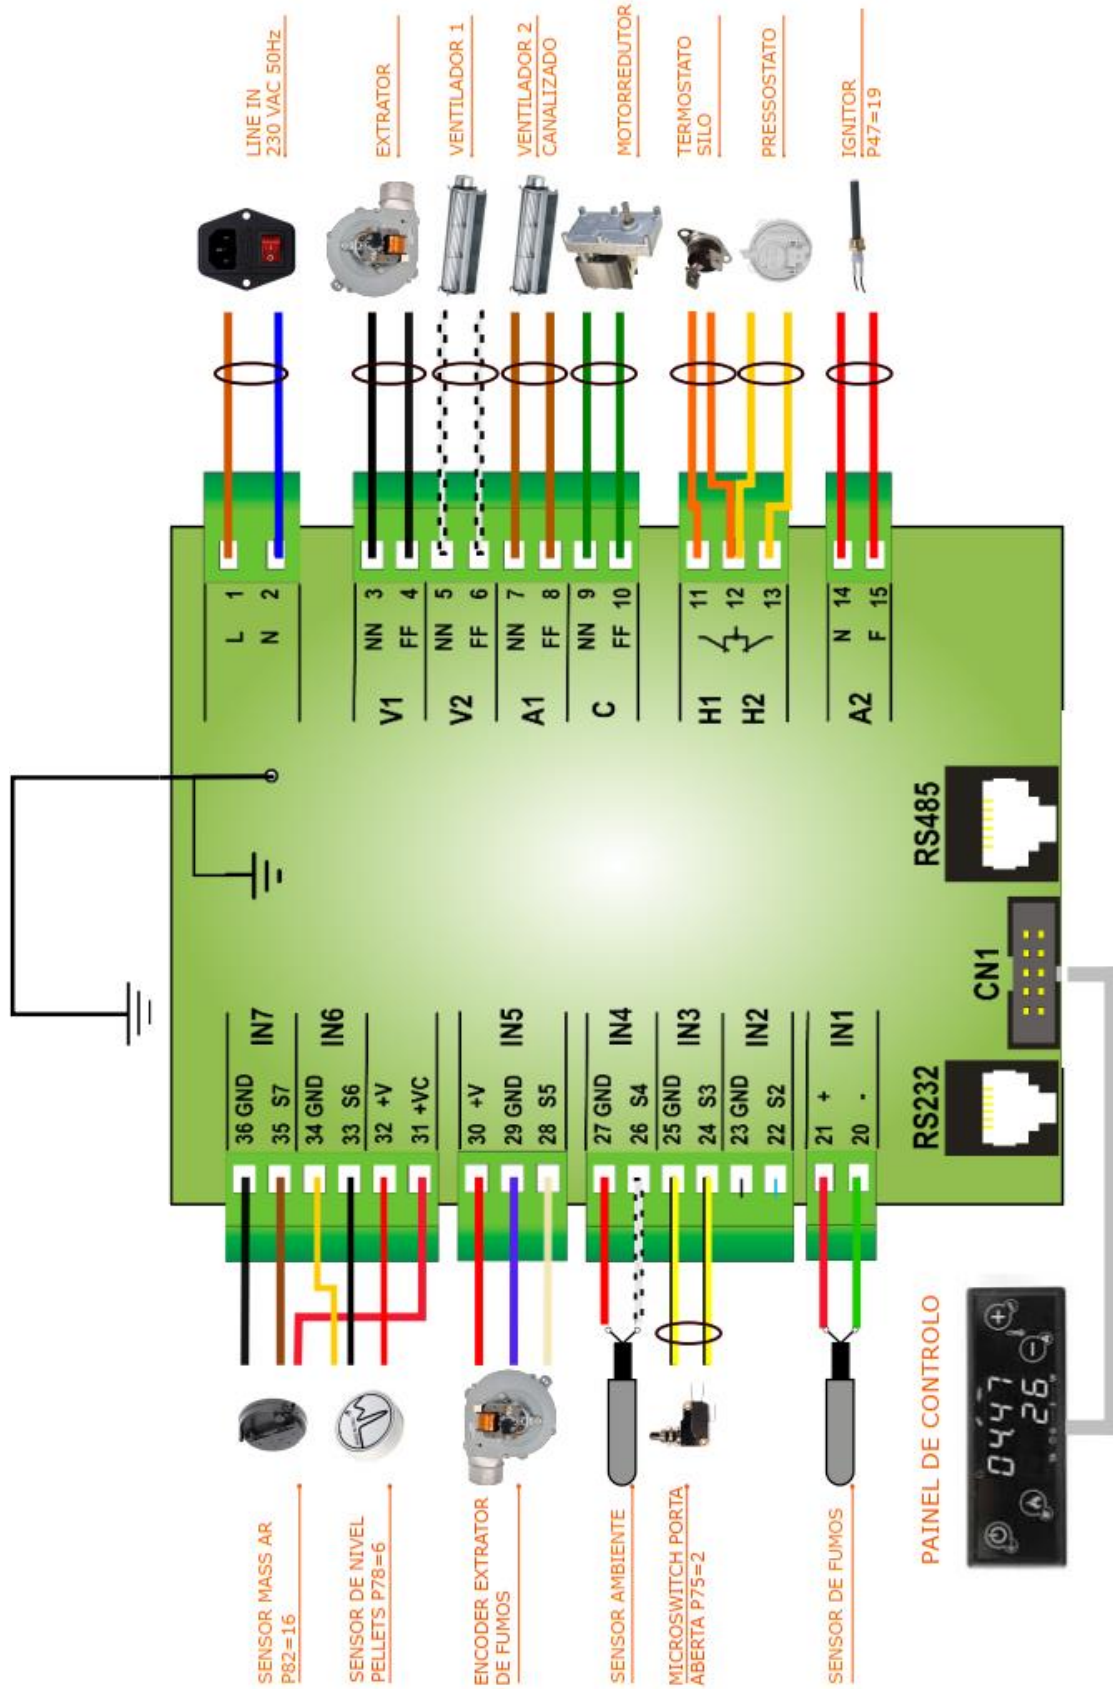 LINE IN
230 VAC 50Hz
EXTRATOR
VENTILADOR 1
VENTILADOR 2
CANALIZADO
MOTORREDUTOR
TERMOSTATO
SILO
PRESSOSTATO
IGNITOR
P47=19
L 1
N 2
V1
NN 3
FF 4
V2
NN 5
FF 6
A1
NN 7
FF 8
C
NN 9
FF 10
H1
H2
11
12
13
A2
N 14
F 15
RS485
CN1
RS232
IN7
36 GND
35 S7
IN6
34 GND
33 S6
32 +V
31 +VC
IN5
30 +V
29 GND
28 S5
IN4
27 GND
26 S4
IN3
25 GND
24 S3
IN2
23 GND
22 S2
IN1
21 +
20 -
SENSOR MASS AR
P82=16
SENSOR DE NIVEL
PELLETS P78=6
ENCODER EXTRATOR
DE FUMOS
SENSOR AMBIENTE
MICROSWITCH PORTA
ABERTA P75=2
SENSOR DE FUMOS
PAINEL DE CONTROLO
04:47
26